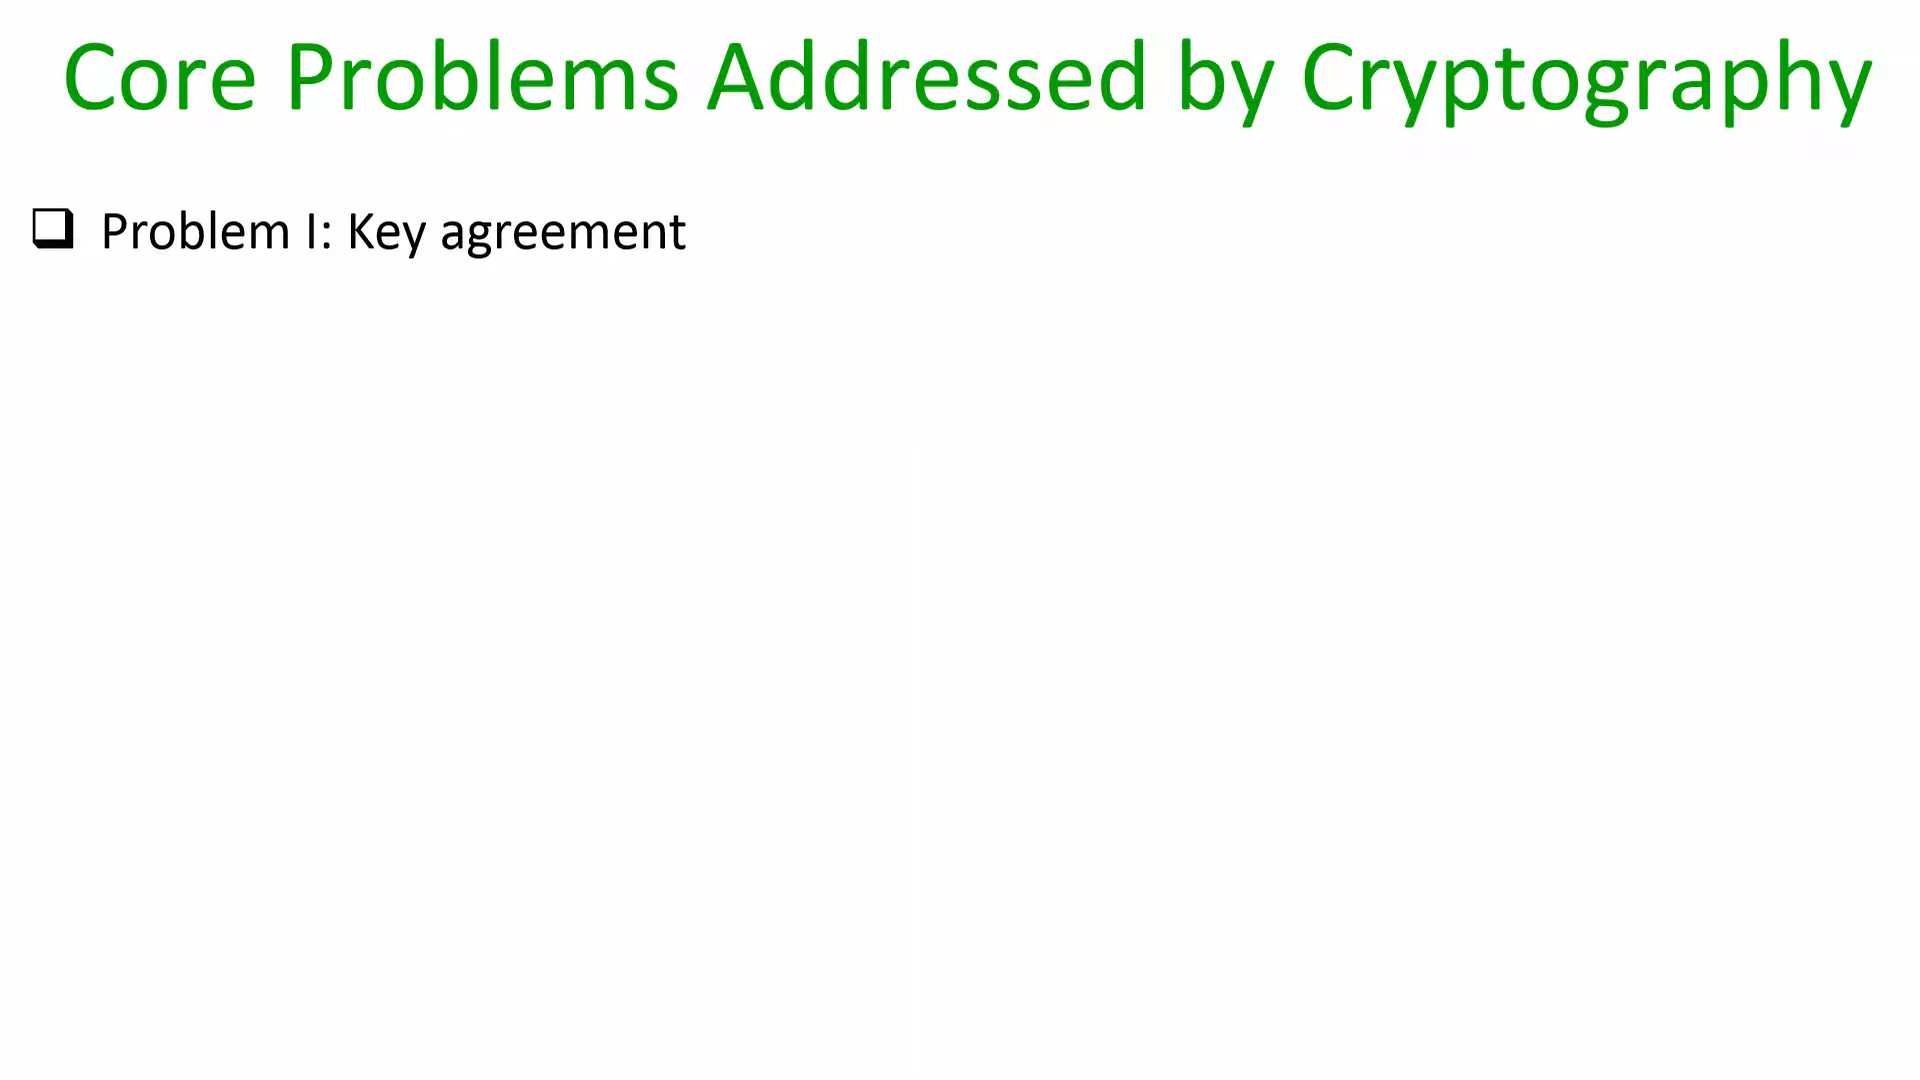 Core Problems Addressed by Cryptography
❑ Problem I: Key agreement